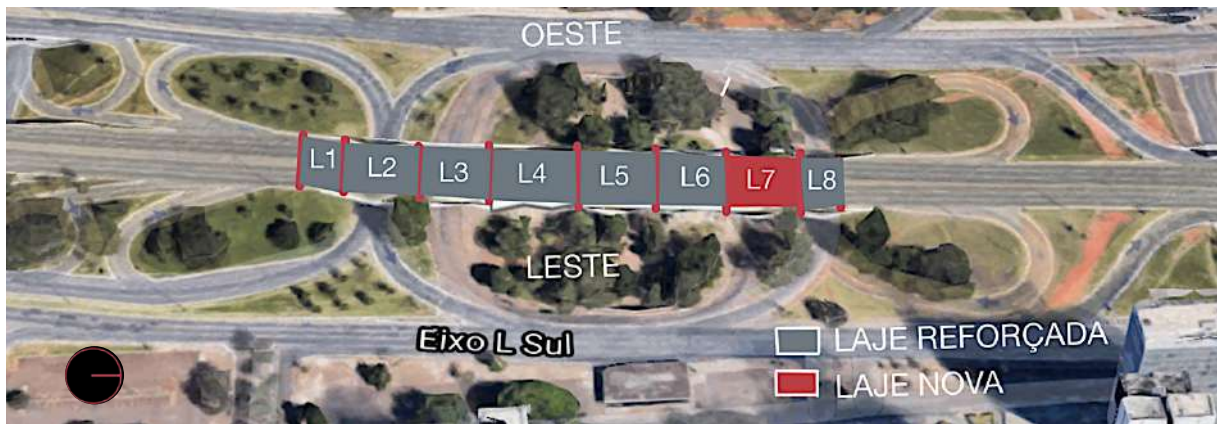 OESTE
L1 L2 L3 L4 L5 L6 L7 L8
LESTE
Eixo L Sul
LAJE REFORÇADA
LAJE NOVA